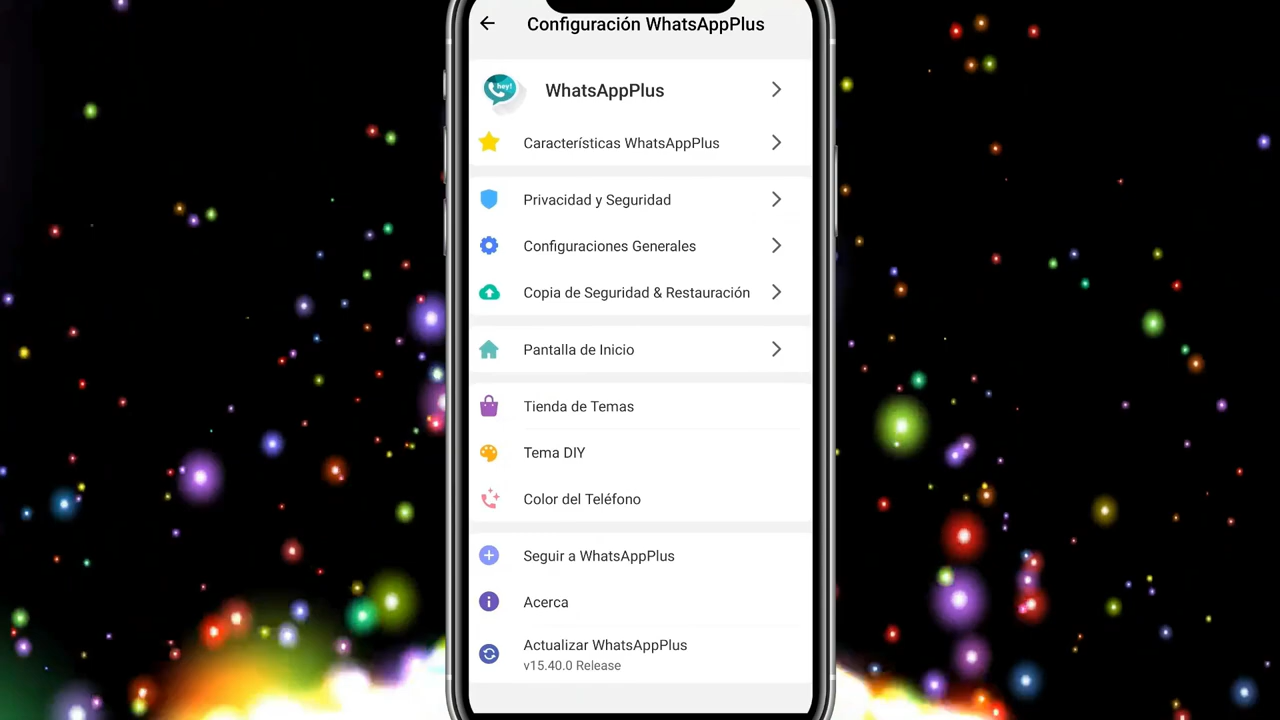 Configuración WhatsAppPlus
hey!
WhatsAppPlus
Características WhatsAppPlus
Privacidad y Seguridad
Configuraciones Generales
Copia de Seguridad & Restauración
Pantalla de Inicio
Tienda de Temas
Tema DIY
Color del Teléfono
Seguir a WhatsAppPlus
Acerca
Actualizar WhatsAppPlus
v15.40.0 Release